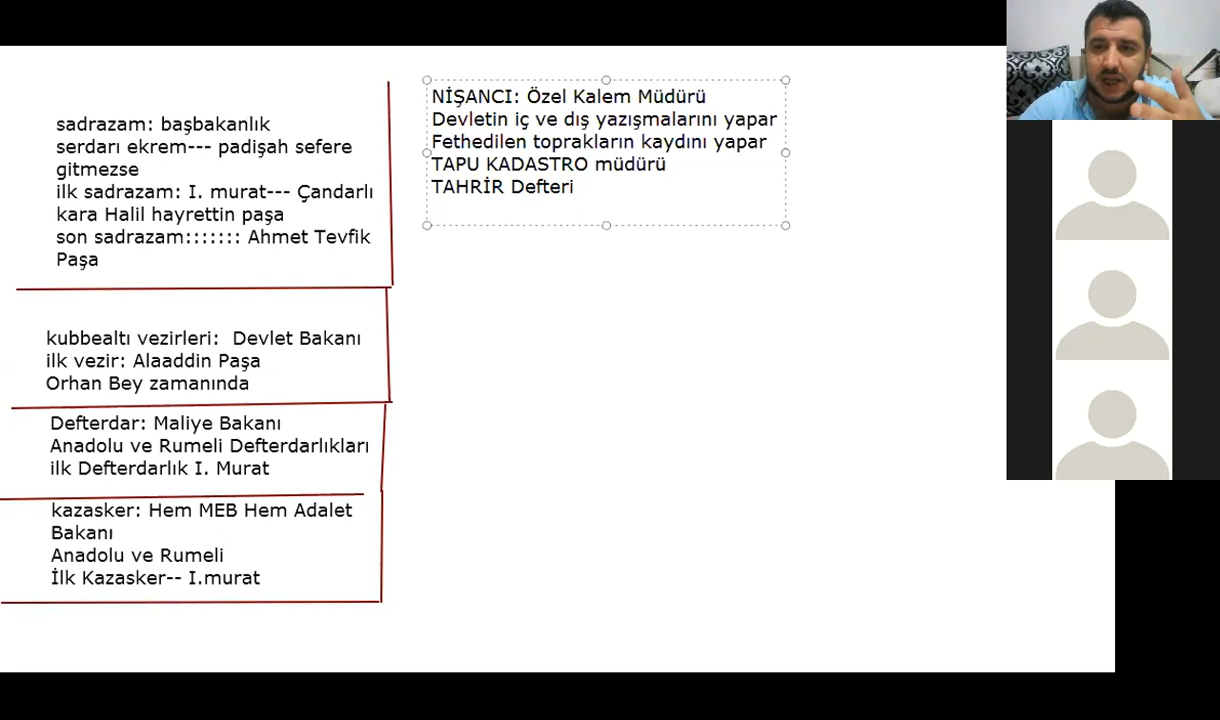 sadrazam: başbakanlık
serdarı ekrem--- padişah sefere
gitmezse
ilk sadrazam: I. murat--- Çandarlı
kara Halil hayrettin paşa
son sadrazam::::::: Ahmet Tevfik
Paşa
kubbealtı vezirleri:  Devlet Bakanı
ilk vezir: Alaaddin Paşa
Orhan Bey zamanında
Defterdar: Maliye Bakanı
Anadolu ve Rumeli Defterdarlıkları
ilk Defterdarlık I. Murat
kazasker: Hem MEB Hem Adalet
Bakanı
Anadolu ve Rumeli
İlk Kazasker-- I.murat
NİŞANCI: Özel Kalem Müdürü
Devletin iç ve dış yazışmalarını yapar
Fethedilen toprakların kaydını yapar
TAPU KADASTRO müdürü
TAHRİR Defteri